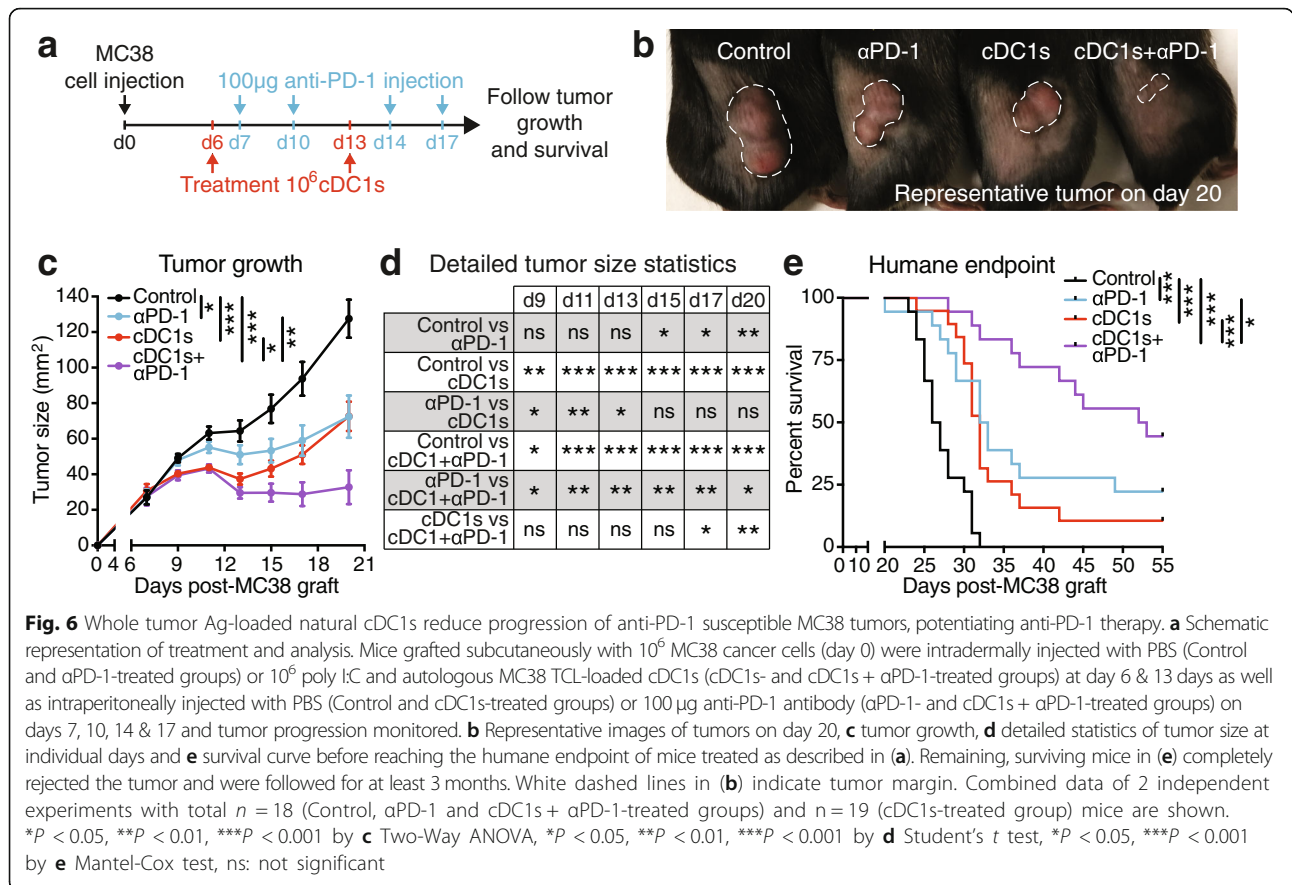 a
MC38
cell injection
100µg anti-PD-1 injection
d0
d6
d7
d10
d13
d14
d17
Treatment 10⁶cDC1s
Follow tumor
growth
and survival
b
Control
αPD-1
cDC1s
cDC1s+αPD-1
Representative tumor on day 20
c
Tumor growth
Control
αPD-1
cDC1s
cDC1s+
αPD-1
*
***
***
*
**
Tumor size (mm²)
140
120
100
80
60
40
20
0
0 4 6 9 12 15 18 21
Days post-MC38 graft
d
Detailed tumor size statistics
d9 d11 d13 d15 d17 d20
Control vs
αPD-1
ns ns ns * * **
Control vs
cDC1s
** *** *** *** *** ***
αPD-1 vs
cDC1s
* ** * ns ns ns
Control vs
cDC1+αPD-1
* *** *** *** *** ***
αPD-1 vs
cDC1+αPD-1
* ** ** ** ** *
cDC1s vs
cDC1+αPD-1
ns ns ns ns * **
e
Humane endpoint
Control
αPD-1
cDC1s
cDC1s+
αPD-1
***
***
***
***
*
Percent survival
100
75
50
25
0
0 10 20 25 30 35 40 45 50 55
Days post-MC38 graft
Fig. 6 Whole tumor Ag-loaded natural cDC1s reduce progression of anti-PD-1 susceptible MC38 tumors, potentiating anti-PD-1 therapy. a Schematic
representation of treatment and analysis. Mice grafted subcutaneously with 10⁶ MC38 cancer cells (day 0) were intradermally injected with PBS (Control
and αPD-1-treated groups) or 10⁶ poly I:C and autologous MC38 TCL-loaded cDC1s (cDC1s- and cDC1s + αPD-1-treated groups) at day 6 & 13 days as well
as intraperitoneally injected with PBS (Control and cDC1s-treated groups) or 100 µg anti-PD-1 antibody (αPD-1- and cDC1s + αPD-1-treated groups) on
days 7, 10, 14 & 17 and tumor progression monitored. b Representative images of tumors on day 20, c tumor growth, d detailed statistics of tumor size at
individual days and e survival curve before reaching the humane endpoint of mice treated as described in (a). Remaining, surviving mice in (e) completely
rejected the tumor and were followed for at least 3 months. White dashed lines in (b) indicate tumor margin. Combined data of 2 independent
experiments with total n = 18 (Control, αPD-1 and cDC1s + αPD-1-treated groups) and n = 19 (cDC1s-treated group) mice are shown.
*P < 0.05, **P < 0.01, ***P < 0.001 by c Two-Way ANOVA, *P < 0.05, **P < 0.01, ***P < 0.001 by d Student's t test, *P < 0.05, ***P < 0.001
by e Mantel-Cox test, ns: not significant